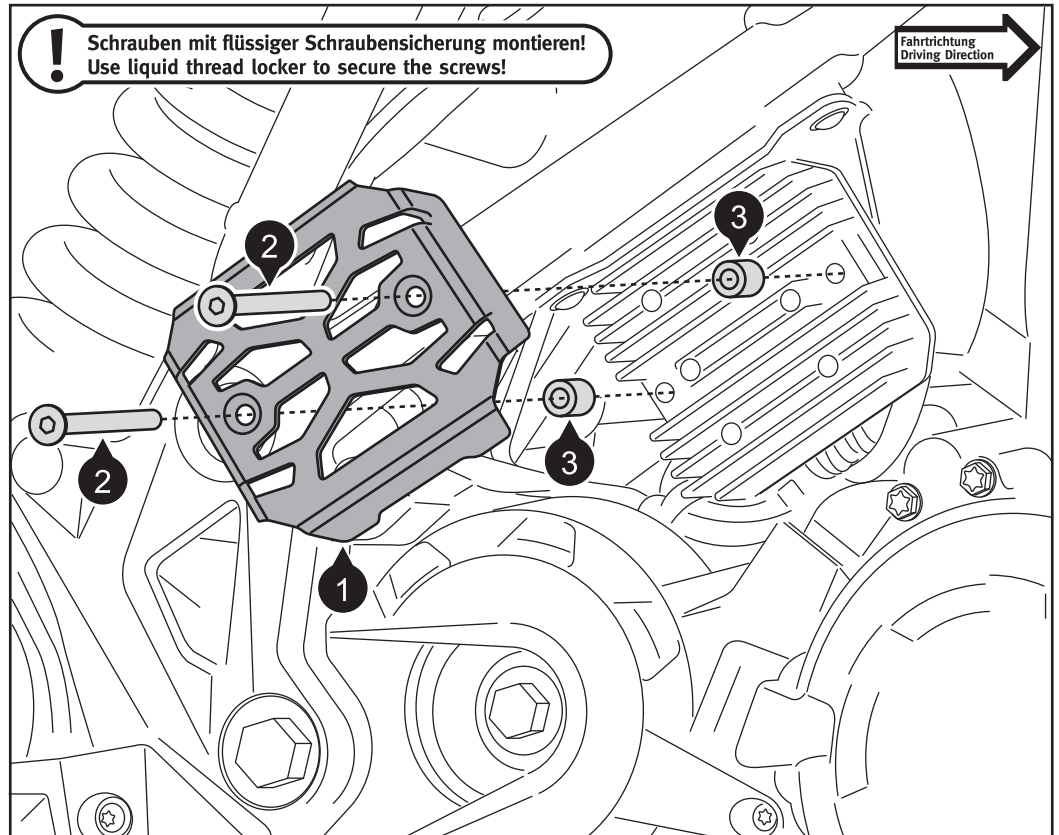 !
Schrauben mit flüssiger Schraubensicherung montieren!
Use liquid thread locker to secure the screws!
Fahrtrichtung
Driving Direction
3
2
3
2
1